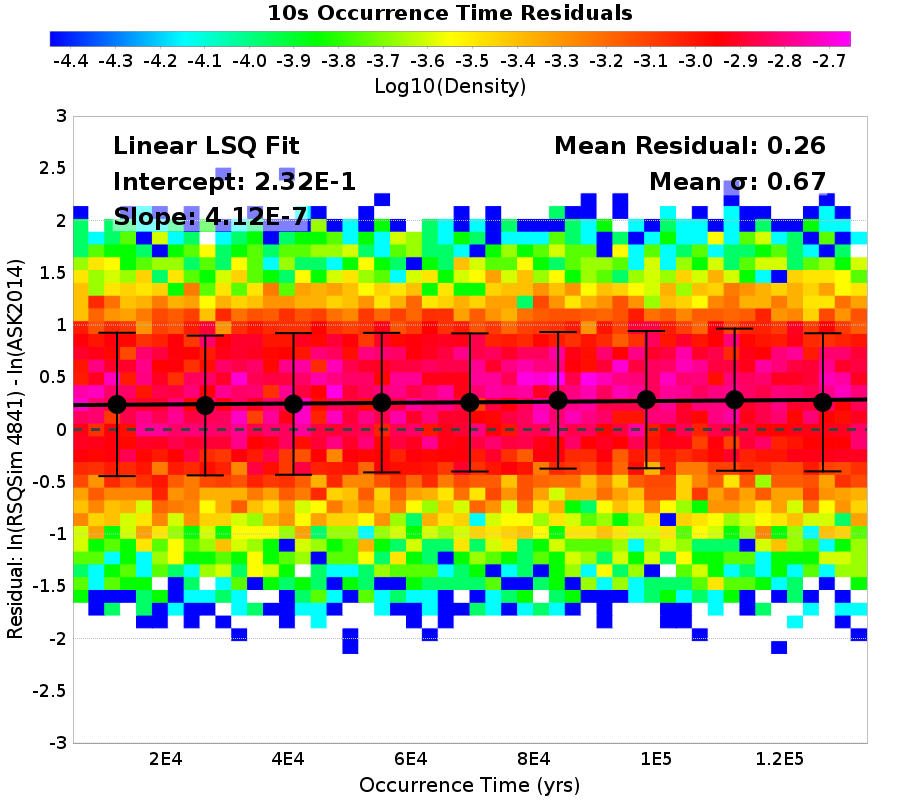 10s Occurrence Time Residuals
-4.4 -4.3 -4.2 -4.1 -4.0 -3.9 -3.8 -3.7 -3.6 -3.5 -3.4 -3.3 -3.2 -3.1 -3.0 -2.9 -2.8 -2.7
Log10(Density)
Linear LSQ Fit
Intercept: 2.32E-1
Slope: 4.12E-7
Mean Residual: 0.26
Mean σ: 0.67
Residual: ln(RSQSim 4841) - ln(ASK2014)
3
2.5
2
1.5
1
0.5
0
-0.5
-1
-1.5
-2
-2.5
-3
2E4 4E4 6E4 8E4 1E5 1.2E5
Occurrence Time (yrs)